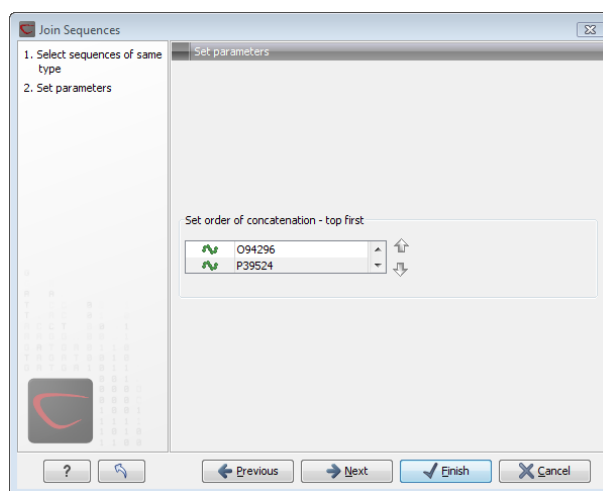 Join Sequences
1. Select sequences of same
type
2. Set parameters
Set parameters
Set order of concatenation - top first
O94296
P39524
?
Previous
Next
Finish
Cancel